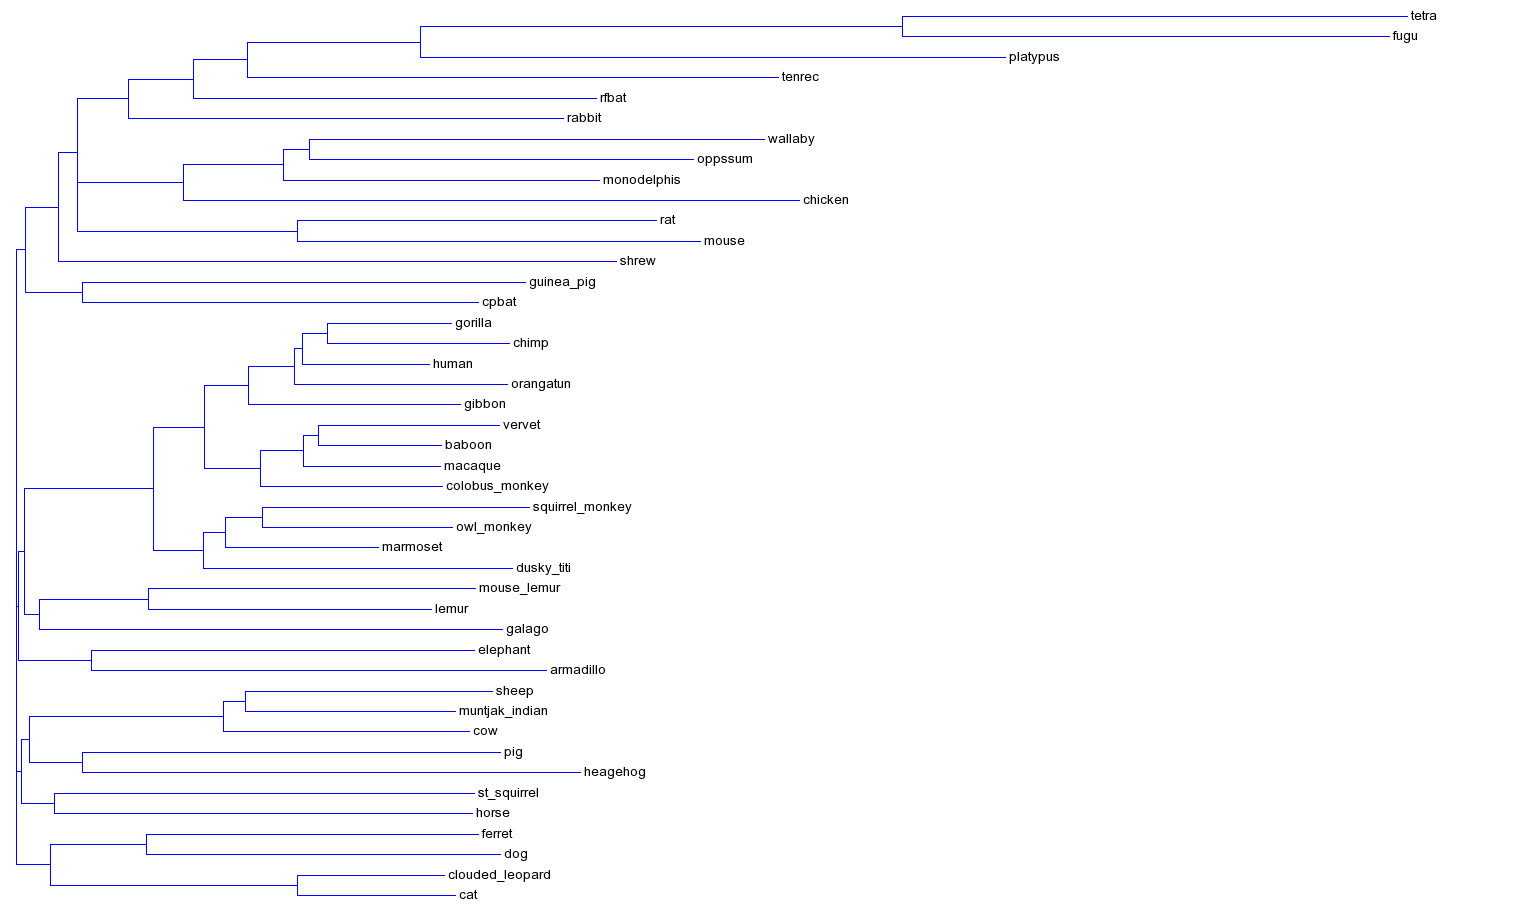 tetra
fugu
platypus
tenrec
rfbat
rabbit
wallaby
oppssum
monodelphis
chicken
rat
mouse
shrew
guinea_pig
cpbat
gorilla
chimp
human
orangatun
gibbon
vervet
baboon
macaque
colobus_monkey
squirrel_monkey
owl_monkey
marmoset
dusky_titi
mouse_lemur
lemur
galago
elephant
armadillo
sheep
muntjak_indian
cow
pig
heagehog
st_squirrel
horse
ferret
dog
clouded_leopard
cat